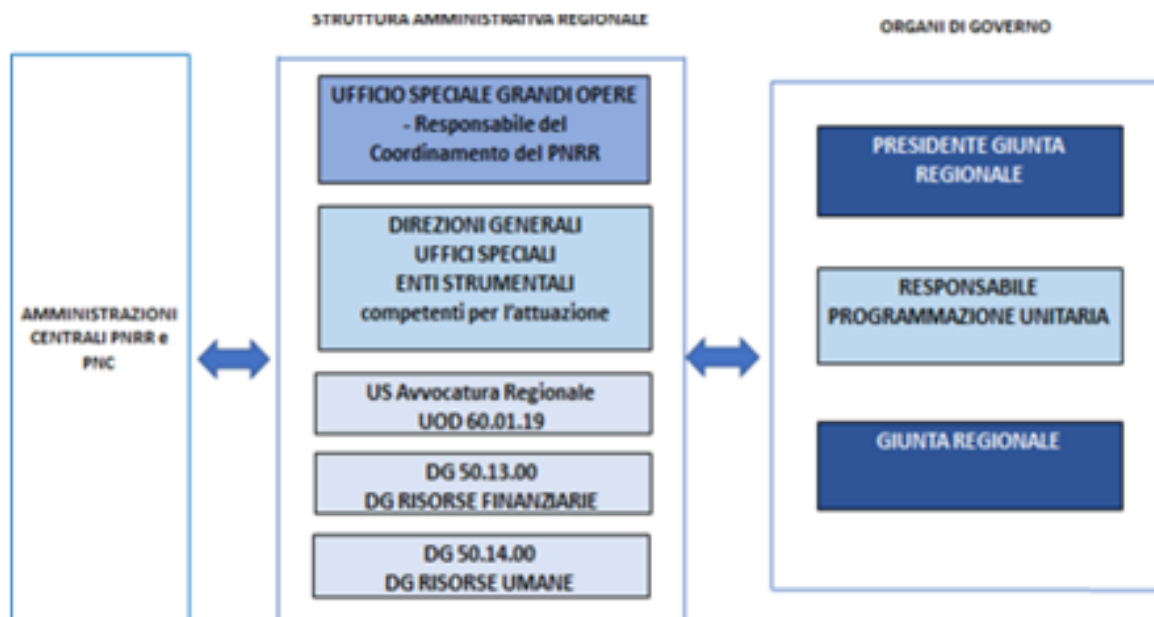 STRUTTURA AMMINISTRATIVA REGIONALE
ORGANI DI GOVERNO
AMMINISTRAZIONI
CENTRALI PNRR e
PNC
UFFICIO SPECIALE GRANDI OPERE
- Responsabile del
Coordinamento del PNRR
DIREZIONI GENERALI
UFFICI SPECIALI
ENTI STRUMENTALI
competenti per l'attuazione
US Avvocatura Regionale
UOD 60.01.19
DG 50.13.00
DG RISORSE FINANZIARIE
DG 50.14.00
DG RISORSE UMANE
PRESIDENTE GIUNTA
REGIONALE
RESPONSABILE
PROGRAMMAZIONE UNITARIA
GIUNTA REGIONALE